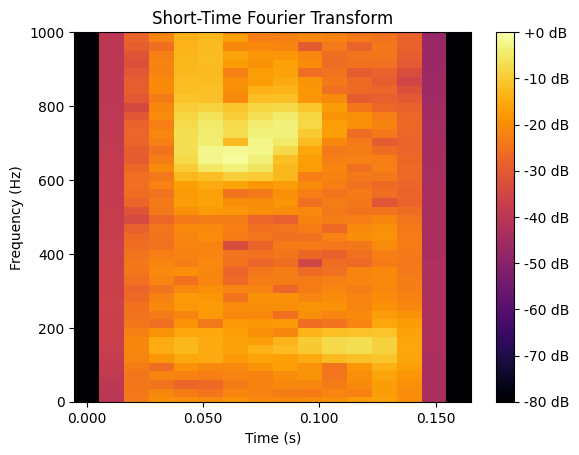 Short-Time Fourier Transform
1000
800
600
400
200
0
Frequency (Hz)
0.000
0.050
0.100
0.150
Time (s)
+0 dB
-10 dB
-20 dB
-30 dB
-40 dB
-50 dB
-60 dB
-70 dB
-80 dB